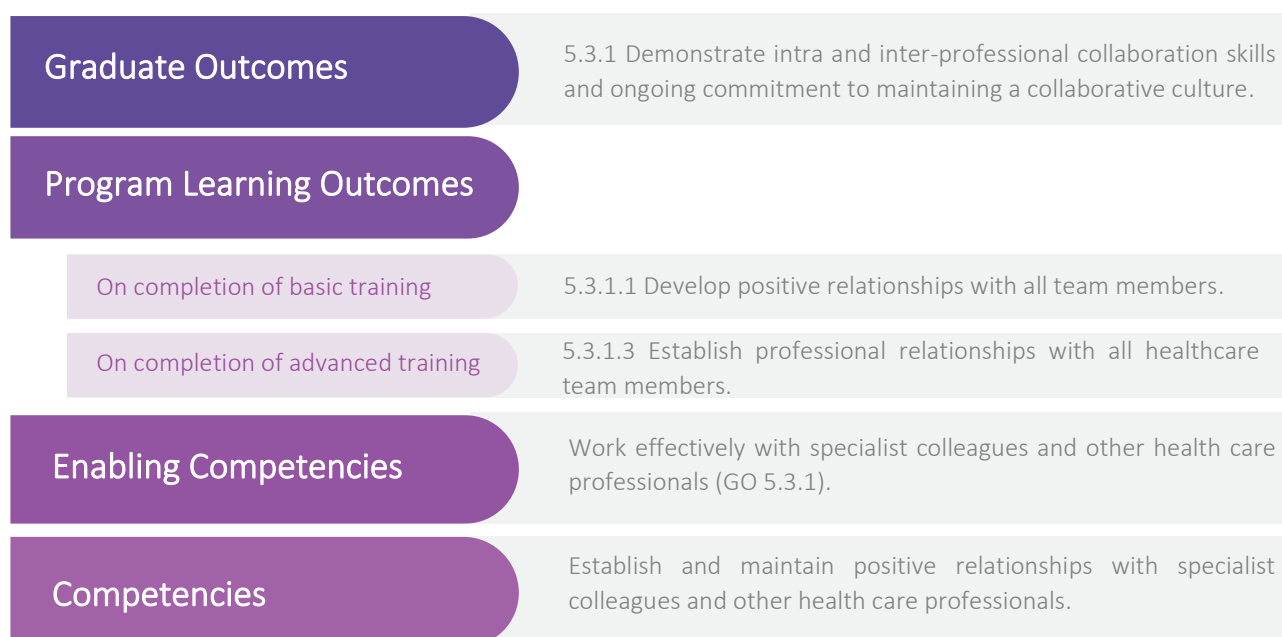 Graduate Outcomes
5.3.1 Demonstrate intra and inter-professional collaboration skills
and ongoing commitment to maintaining a collaborative culture.
Program Learning Outcomes
On completion of basic training
5.3.1.1 Develop positive relationships with all team members.
On completion of advanced training
5.3.1.3 Establish professional relationships with all healthcare
team members.
Enabling Competencies
Work effectively with specialist colleagues and other health care
professionals (GO 5.3.1).
Competencies
Establish and maintain positive relationships with specialist
colleagues and other health care professionals.